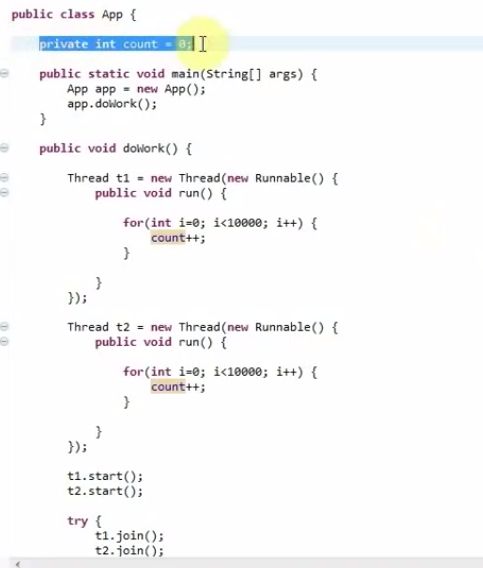 public class App {
private int count = 0;
public static void main(String[] args) {
App app = new App();
app.doWork();
}
public void doWork() {
Thread t1 = new Thread(new Runnable() {
public void run() {
for(int i=0; i<10000; i++) {
count++;
}
}
});
Thread t2 = new Thread(new Runnable() {
public void run() {
for(int i=0; i<10000; i++) {
count++;
}
}
});
t1.start();
t2.start();
try {
t1.join();
t2.join();